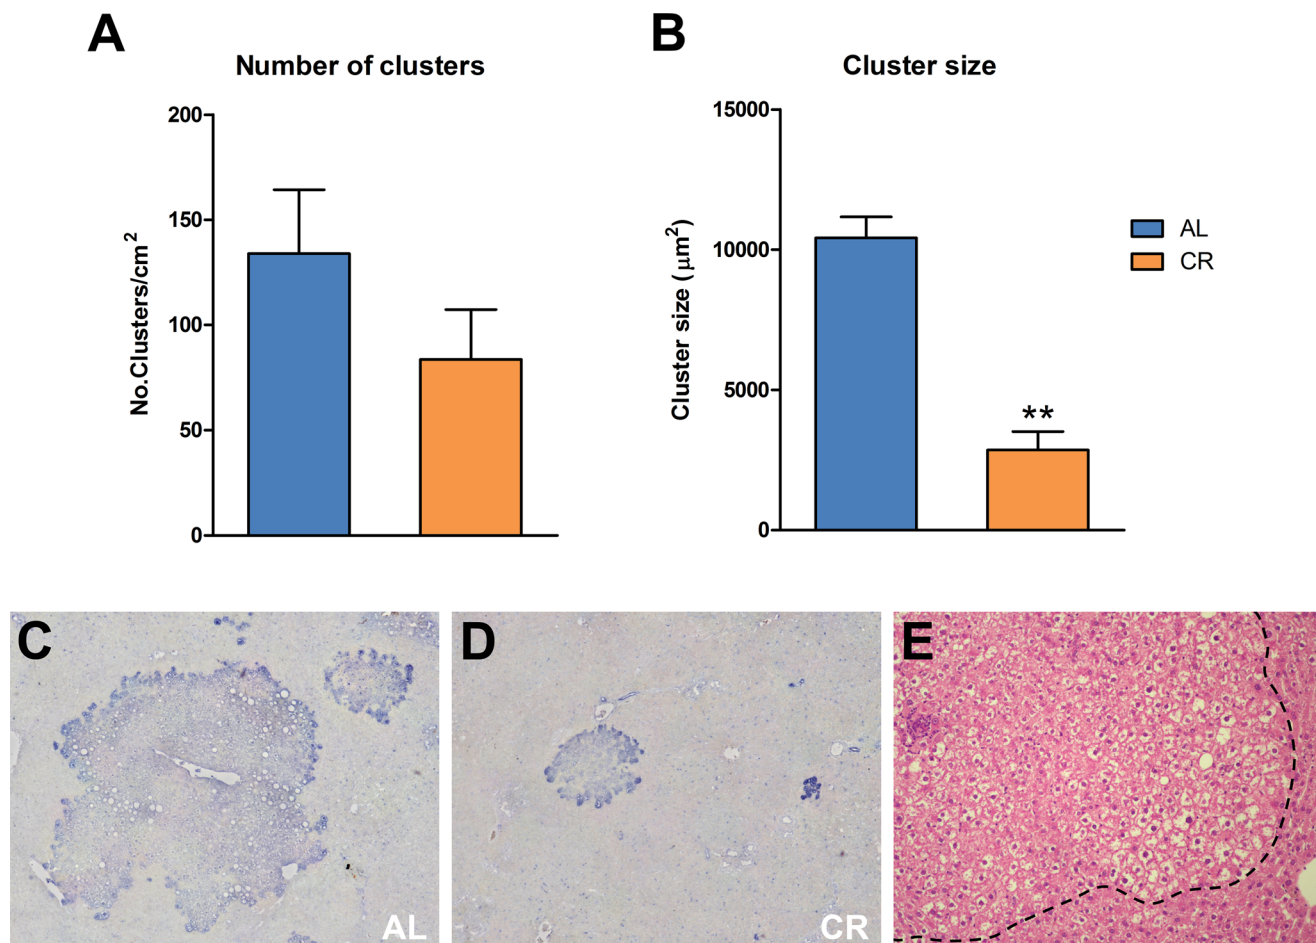 A
Number of clusters
No.Clusters/cm²
200
150
100
50
0
B
Cluster size
Cluster size (μm²)
15000
10000
5000
0
**
AL
CR
C
AL
D
CR
E